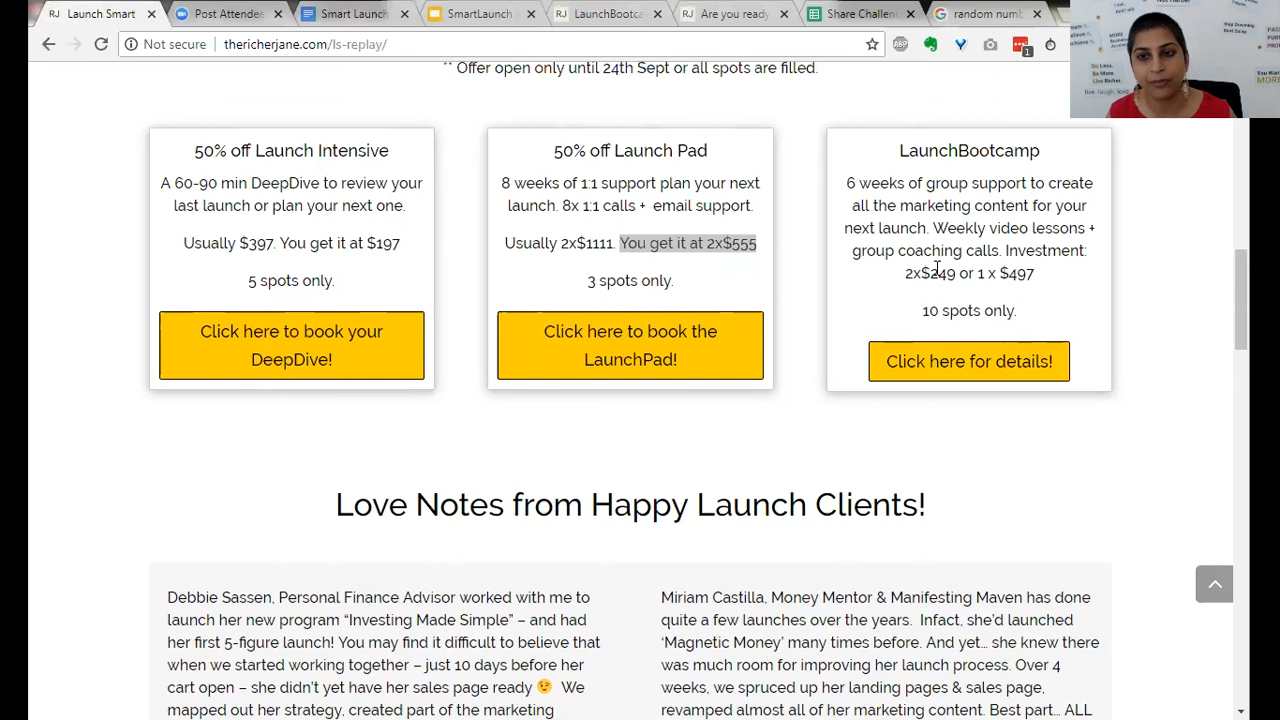 Launch Smart
Post Attende
Smart Launch
LaunchBootc
Are you ready
Share Challen
random numb
Not secure
thericherjane.com/ls-replay/
** Offer open only until 24th Sept or all spots are filled.
50% off Launch Intensive
A 60-90 min DeepDive to review your
last launch or plan your next one.
Usually $397. You get it at $197
5 spots only.
Click here to book your
DeepDive!
50% off Launch Pad
8 weeks of 1:1 support plan your next
launch. 8x 1:1 calls + email support.
Usually 2x$1111. You get it at 2x$555
3 spots only.
Click here to book the
LaunchPad!
LaunchBootcamp
6 weeks of group support to create
all the marketing content for your
next launch. Weekly video lessons +
group coaching calls. Investment:
2x$249 or 1 x $497
10 spots only.
Click here for details!
Love Notes from Happy Launch Clients!
Debbie Sassen, Personal Finance Advisor worked with me to
launch her new program “Investing Made Simple” – and had
her first 5-figure launch! You may find it difficult to believe that
when we started working together – just 10 days before her
cart open – she didn’t yet have her sales page ready 😉 We
mapped out her strategy, created part of the marketing
Miriam Castilla, Money Mentor & Manifesting Maven has done
quite a few launches over the years. Infact, she’d launched
‘Magnetic Money’ many times before. And yet… she knew there
was much room for improving her launch process. Over 4
weeks, we spruced up her landing pages & sales page,
revamped almost all of her marketing content. Best part… ALL
Do Less.
Be More.
Live Richer.
live. laugh. love